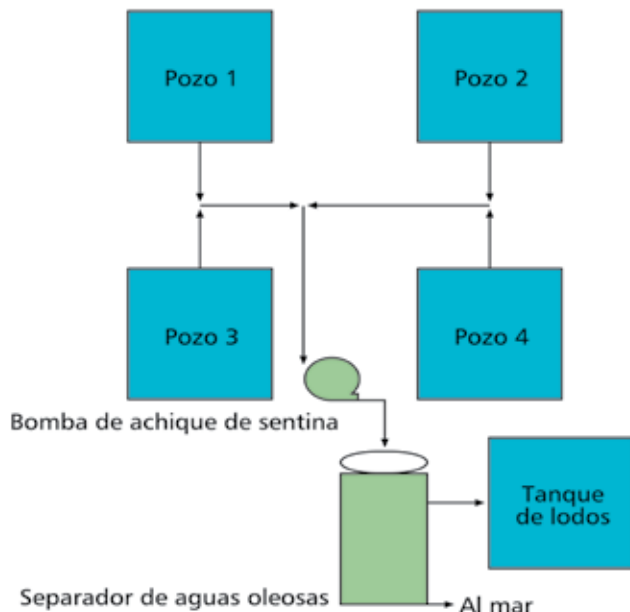 Pozo 1
Pozo 2
Pozo 3
Pozo 4
Bomba de achique de sentina
Tanque
de lodos
Separador de aguas oleosas
Al mar